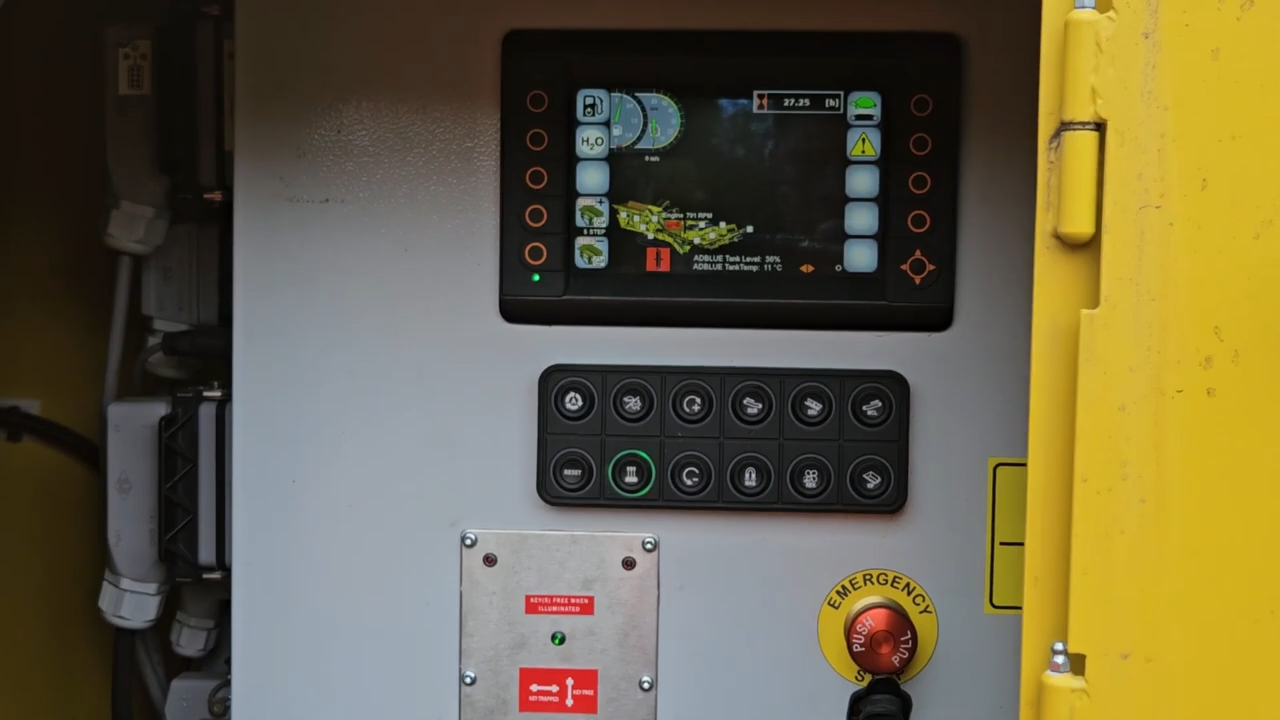 27.25 [h]
H₂O
0 m/s
Engine 791 RPM
5 STEP
ADBLUE Tank Level: 36%
ADBLUE TankTemp: 11 °C
RESET
EMERGENCY
PUSH
PULL
KEY(S) FREE WHEN
ILLUMINATED
KEY TRAPPED
KEY FREE